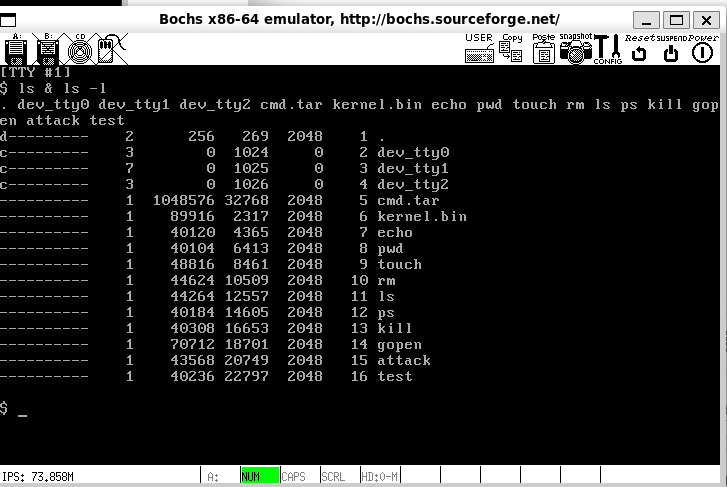 Bochs x86-64 emulator, http://bochs.sourceforge.net/
A: B: CD USER Copy Paste snapshot CONFIG Reset SUSPEND Power
[TTY #1]
$ ls & ls -l
. dev_tty0 dev_tty1 dev_tty2 cmd.tar kernel.bin echo pwd touch rm ls ps kill gop
en attack test
d--------- 2 256 269 2048 1 .
c--------- 3 0 1024 0 2 dev_tty0
c--------- 7 0 1025 0 3 dev_tty1
c--------- 3 0 1026 0 4 dev_tty2
---------- 1 1048576 32768 2048 5 cmd.tar
---------- 1 89916 2317 2048 6 kernel.bin
---------- 1 40120 4365 2048 7 echo
---------- 1 40104 6413 2048 8 pwd
---------- 1 48816 8461 2048 9 touch
---------- 1 44624 10509 2048 10 rm
---------- 1 44264 12557 2048 11 ls
---------- 1 40184 14605 2048 12 ps
---------- 1 40308 16653 2048 13 kill
---------- 1 70712 18701 2048 14 gopen
---------- 1 43568 20749 2048 15 attack
---------- 1 40236 22797 2048 16 test
$ _
IPS: 73.858M A: NUM CAPS SCRL HD:0-M